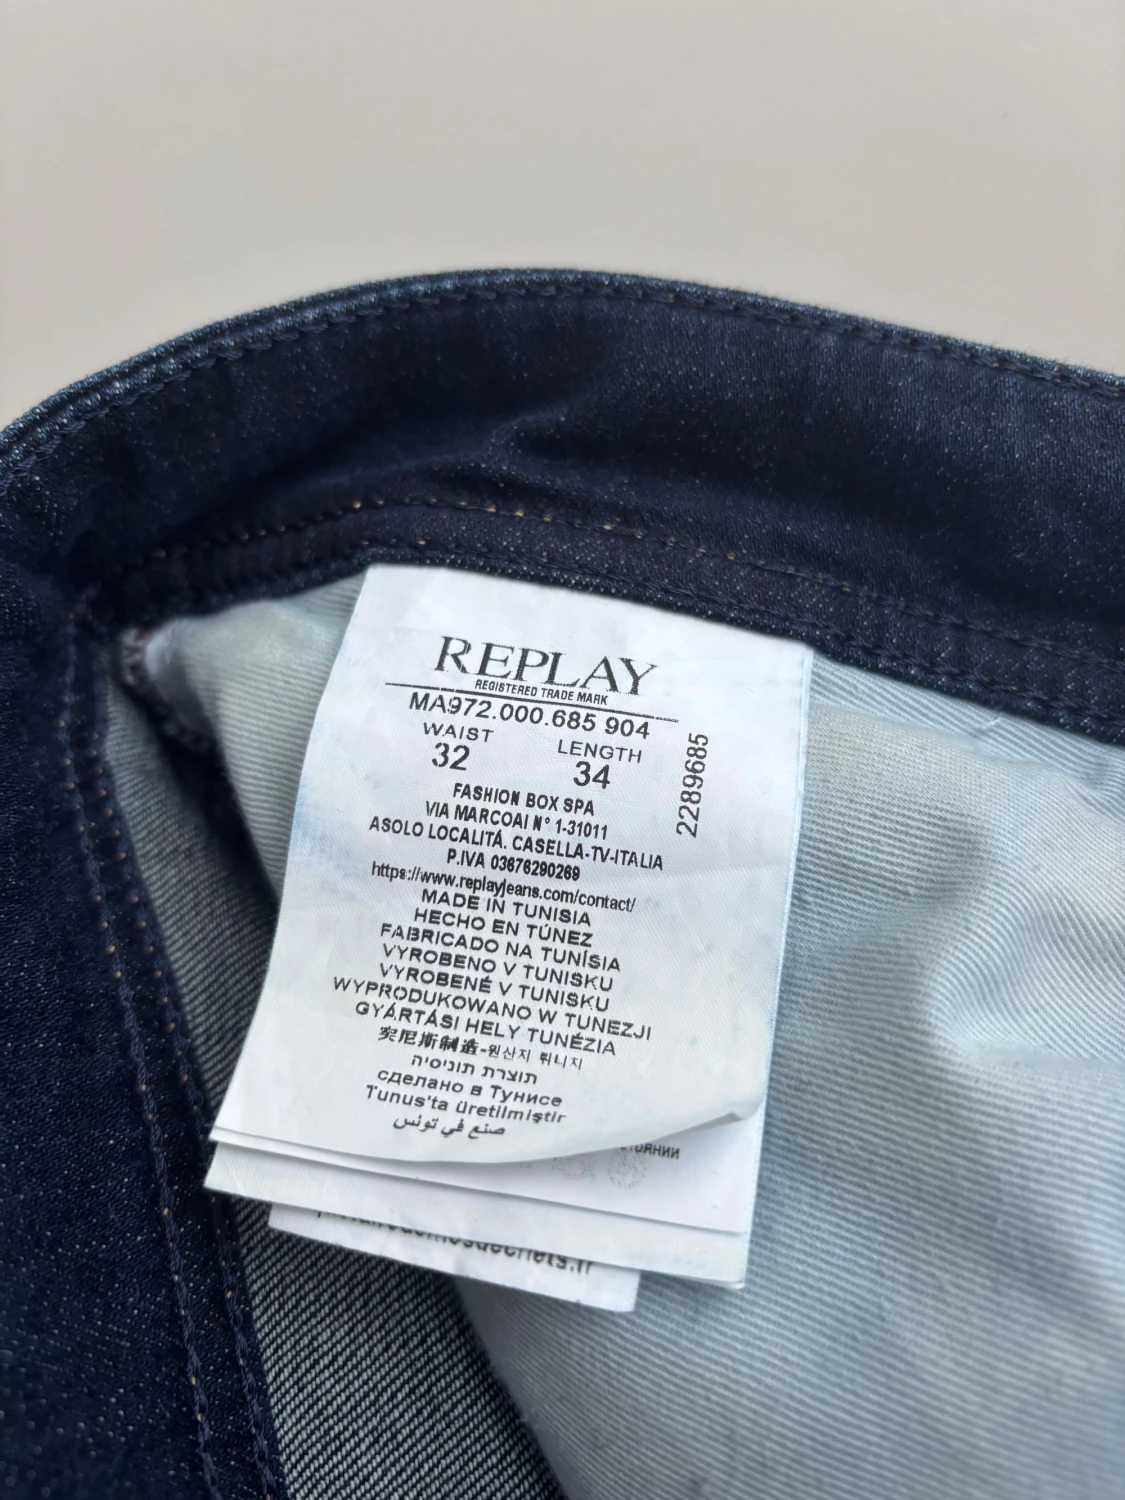 REPLAY
REGISTERED TRADE MARK
MA972.000.685 904
WAIST LENGTH
32 34
2289685
FASHION BOX SPA
VIA MARCOAI N° 1-31011
ASOLO LOCALITÁ. CASELLA-TV-ITALIA
P.IVA 03676290269
https://www.replayjeans.com/contact/
MADE IN TUNISIA
HECHO EN TÚNEZ
FABRICADO NA TUNÍSIA
VYROBENO V TUNISKU
VYROBENÉ V TUNISKU
WYPRODUKOWANO W TUNEZJI
GYÁRTÁSI HELY TUNÉZIA
突尼斯制造-원산지 튀니지
תוצרת תוניסיה
сделано в Тунисе
Tunus'ta üretilmiştir
صنع في تونس